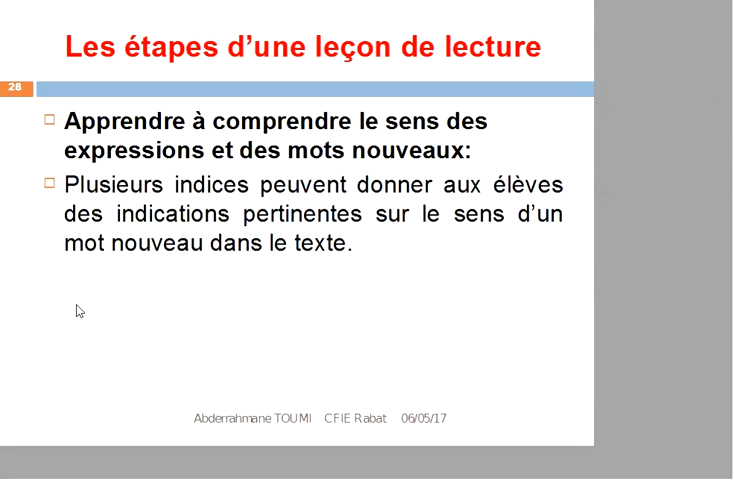 Les étapes d’une leçon de lecture
28
Apprendre à comprendre le sens des
expressions et des mots nouveaux:
Plusieurs indices peuvent donner aux élèves
des indications pertinentes sur le sens d’un
mot nouveau dans le texte.
Abderrahmane TOUMI CFIE Rabat 06/05/17